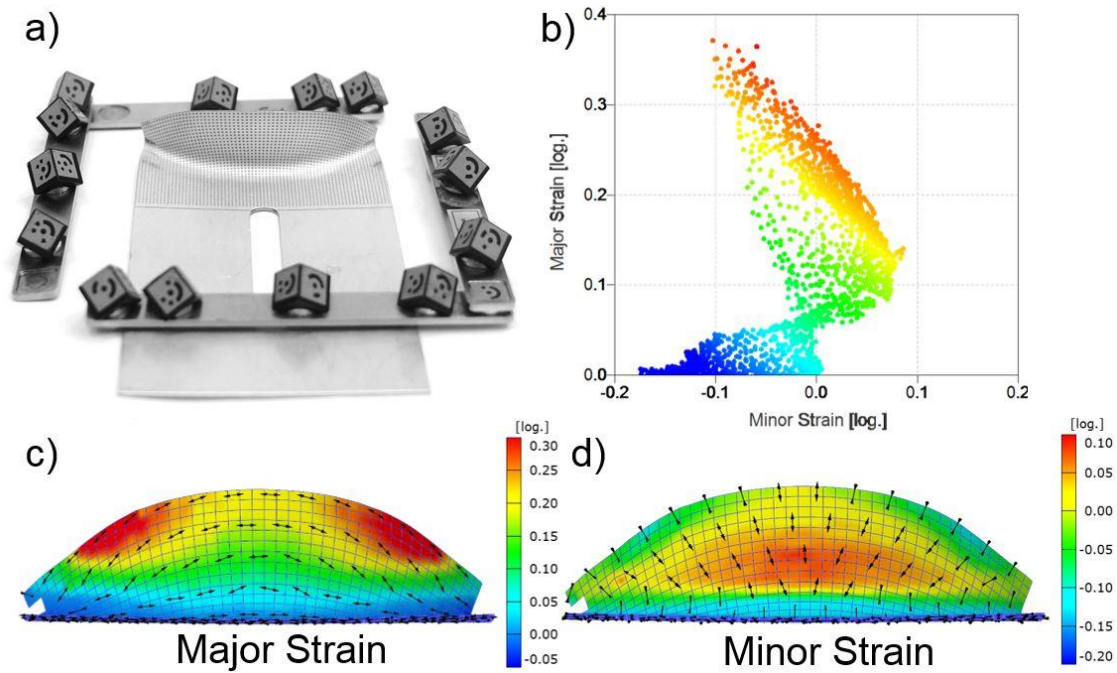 a)
b)
0.4
0.3
0.2
0.1
0.0
-0.2
-0.1
0.0
0.1
0.2
Major Strain [log.]
Minor Strain [log.]
c)
[log.]
0.30
0.25
0.20
0.15
0.10
0.05
0.00
-0.05
Major Strain
d)
[log.]
0.10
0.05
0.00
-0.05
-0.10
-0.15
-0.20
Minor Strain